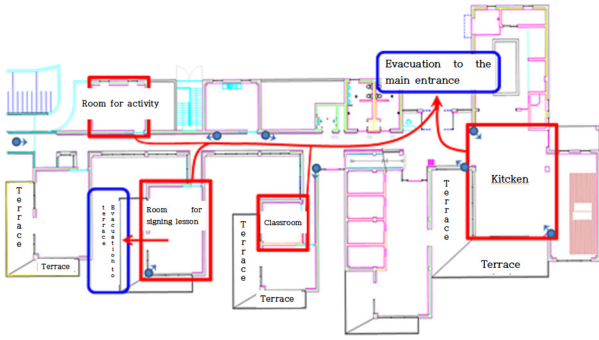 Evacuation to the
main entrance
Room for activity
Kitcken
Terrace
Evacuation to
terrace
Room for
signing lesson
Classroom
Terrace
Terrace
Terrace
Terrace
Terrace
Terrace